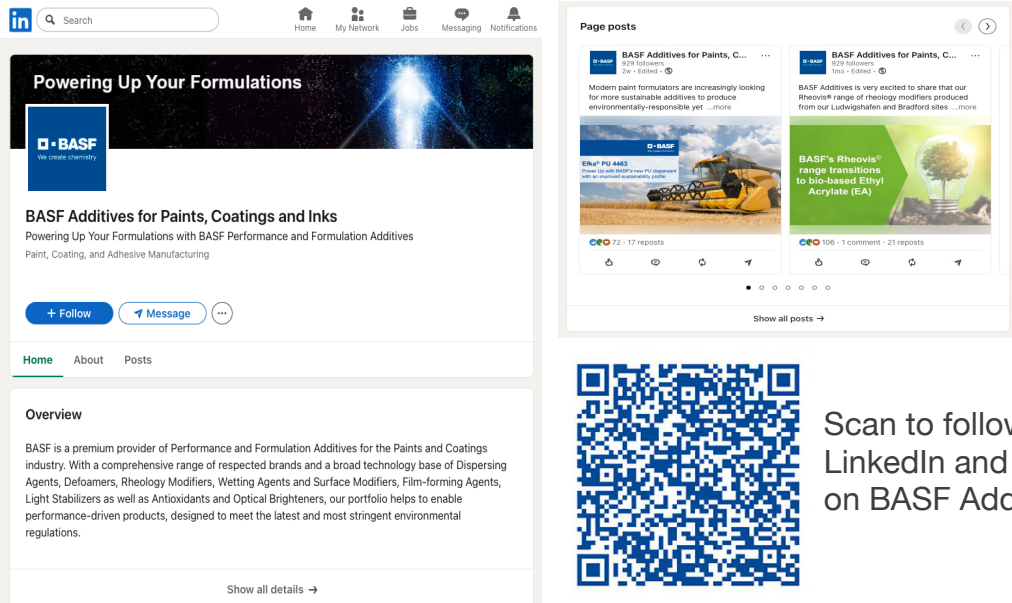 in
Search
Home
My Network
Jobs
Messaging
Notifications
Powering Up Your Formulations
BASF
We create chemistry
BASF Additives for Paints, Coatings and Inks
Powering Up Your Formulations with BASF Performance and Formulation Additives
Paint, Coating, and Adhesive Manufacturing
+ Follow
Message
Home
About
Posts
Overview
BASF is a premium provider of Performance and Formulation Additives for the Paints and Coatings
industry. With a comprehensive range of respected brands and a broad technology base of Dispersing
Agents, Defoamers, Rheology Modifiers, Wetting Agents and Surface Modifiers, Film-forming Agents,
Light Stabilizers as well as Antioxidants and Optical Brighteners, our portfolio helps to enable
performance-driven products, designed to meet the latest and most stringent environmental
regulations.
Show all details →
Page posts
BASF
BASF Additives for Paints, C...
929 followers
2w • Edited •
Modern paint formulators are increasingly looking
for more sustainable additives to produce
environmentally-responsible yet ...more
BASF
We create chemistry
Efka® PU 4463
Power Up with BASF's new PU dispersant
with an improved sustainability profile
72 · 17 reposts
BASF
BASF Additives for Paints, C...
929 followers
1mo • Edited •
BASF Additives is very excited to share that our
Rheovis® range of rheology modifiers produced
from our Ludwigshafen and Bradford sites ...more
BASF's Rheovis®
range transitions
to bio-based Ethyl
Acrylate (EA)
106 · 1 comment · 21 reposts
Show all posts →
Scan to follow
LinkedIn and
on BASF Add